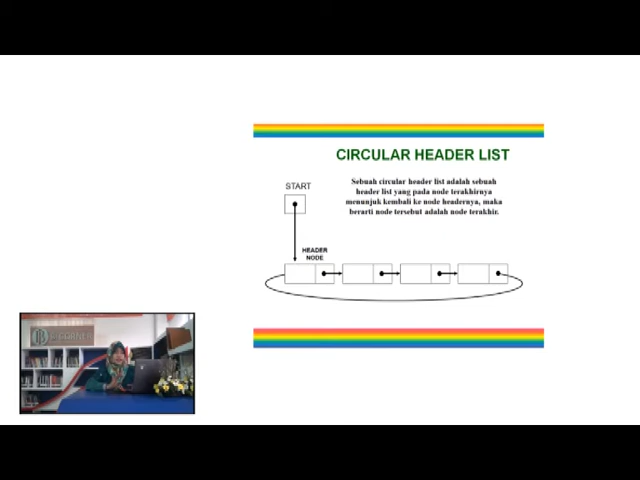 CIRCULAR HEADER LIST
Sebuah circular header list adalah sebuah
header list yang pada node terakhirnya
menunjuk kembali ke node headernya, maka
berarti node tersebut adalah node terakhir.
START
HEADER
NODE